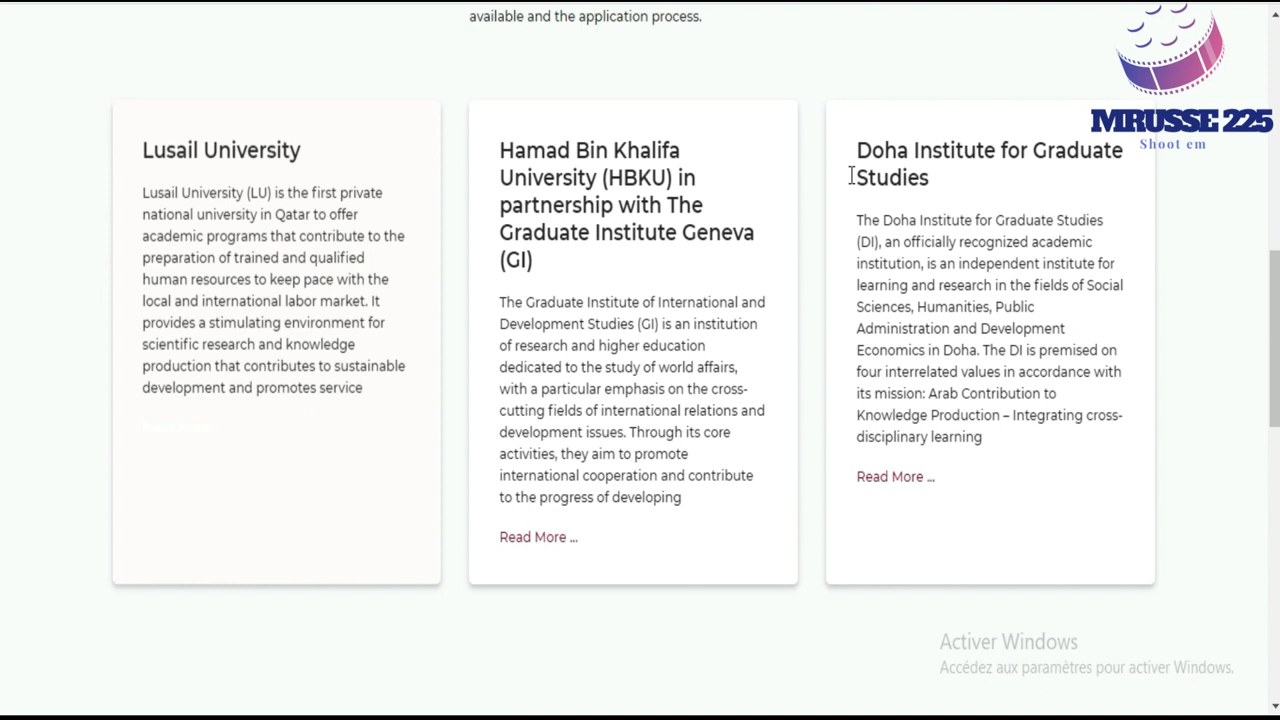 available and the application process.
MRUSSE 225
Shoot em
Lusail University
Lusail University (LU) is the first private
national university in Qatar to offer
academic programs that contribute to the
preparation of trained and qualified
human resources to keep pace with the
local and international labor market. It
provides a stimulating environment for
scientific research and knowledge
production that contributes to sustainable
development and promotes service
Hamad Bin Khalifa
University (HBKU) in
partnership with The
Graduate Institute Geneva
(GI)
The Graduate Institute of International and
Development Studies (GI) is an institution
of research and higher education
dedicated to the study of world affairs,
with a particular emphasis on the cross-
cutting fields of international relations and
development issues. Through its core
activities, they aim to promote
international cooperation and contribute
to the progress of developing
Read More ...
Doha Institute for Graduate
Studies
The Doha Institute for Graduate Studies
(DI), an officially recognized academic
institution, is an independent institute for
learning and research in the fields of Social
Sciences, Humanities, Public
Administration and Development
Economics in Doha. The DI is premised on
four interrelated values in accordance with
its mission: Arab Contribution to
Knowledge Production – Integrating cross-
disciplinary learning
Read More ...
Activer Windows
Accédez aux paramètres pour activer Windows.